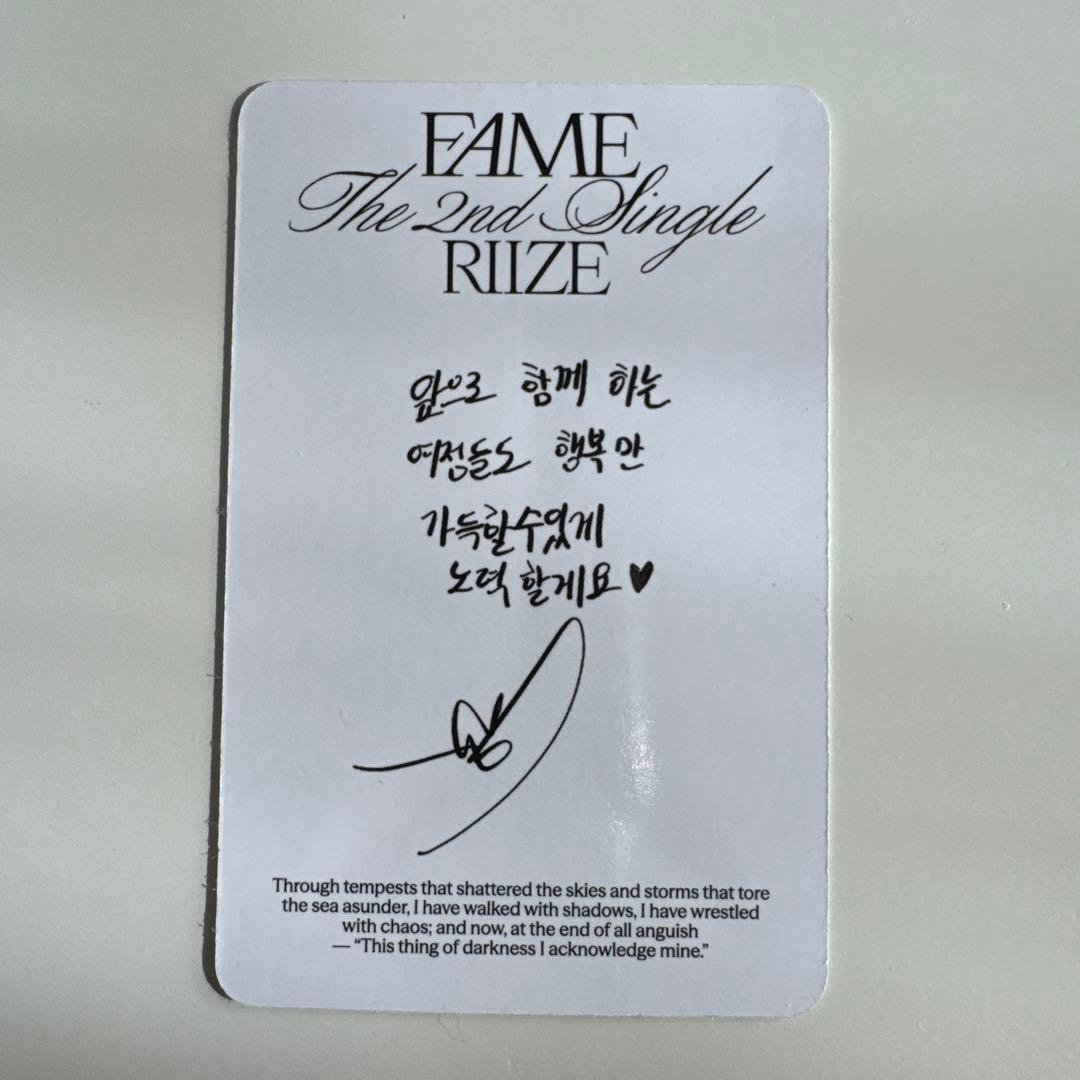 FAME
The 2nd Single
RIIZE
앞으로 함께 하는
여정들도 행복만
가득할수있게
노력 할게요♥
Through tempests that shattered the skies and storms that tore
the sea asunder, I have walked with shadows, I have wrestled
with chaos; and now, at the end of all anguish
— “This thing of darkness I acknowledge mine.”